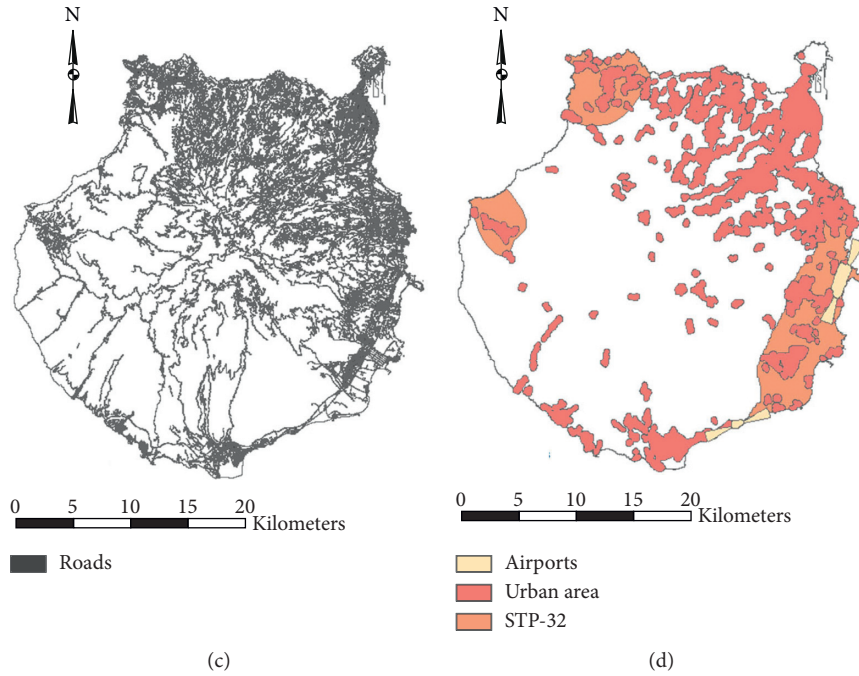 N
0 5 10 15 20
Kilometers
Roads
(c)
N
0 5 10 15 20
Kilometers
Airports
Urban area
STP-32
(d)